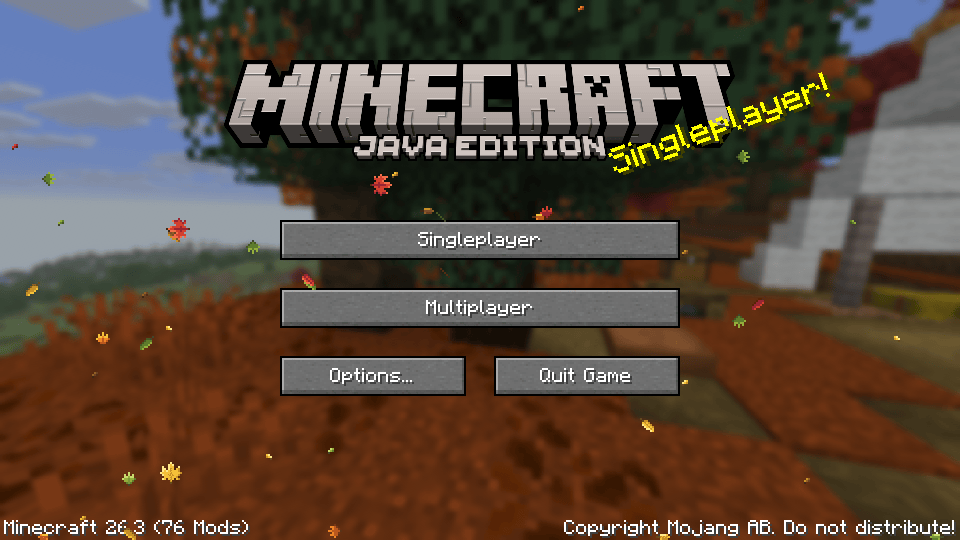 MINECRAFT
JAVA EDITION
Singleplayer!
Singleplayer
Multiplayer
Options...
Quit Game
Minecraft 26.3 (76 Mods)
Copyright Mojang AB. Do not distribute!